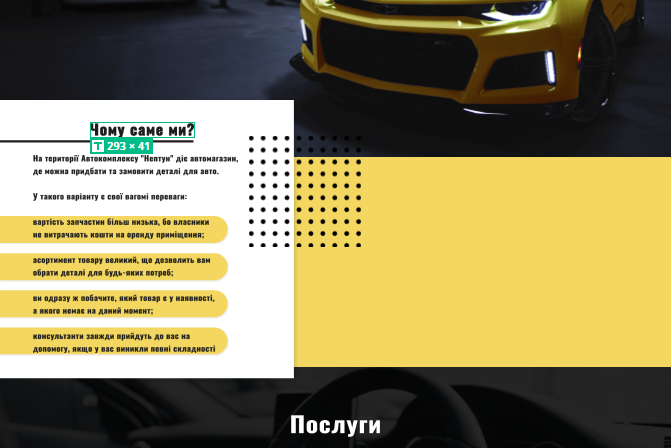 Чому саме ми?
293 × 41
На території Автокомплексу "Нептун" діє автомагазин,
де можна придбати та замовити деталі для авто.
У такого варіанту є свої вагомі переваги:
вартість запчастин більш низька, бо власники
не витрачають кошти на оренду приміщення;
асортимент товару великий, що дозволить вам
обрати деталі для будь-яких потреб;
ви одразу ж побачите, який товар є у наявності,
а якого немає на даний момент;
консультанти завжди прийдуть до вас на
допомогу, якщо у вас виникли певні складності
Послуги